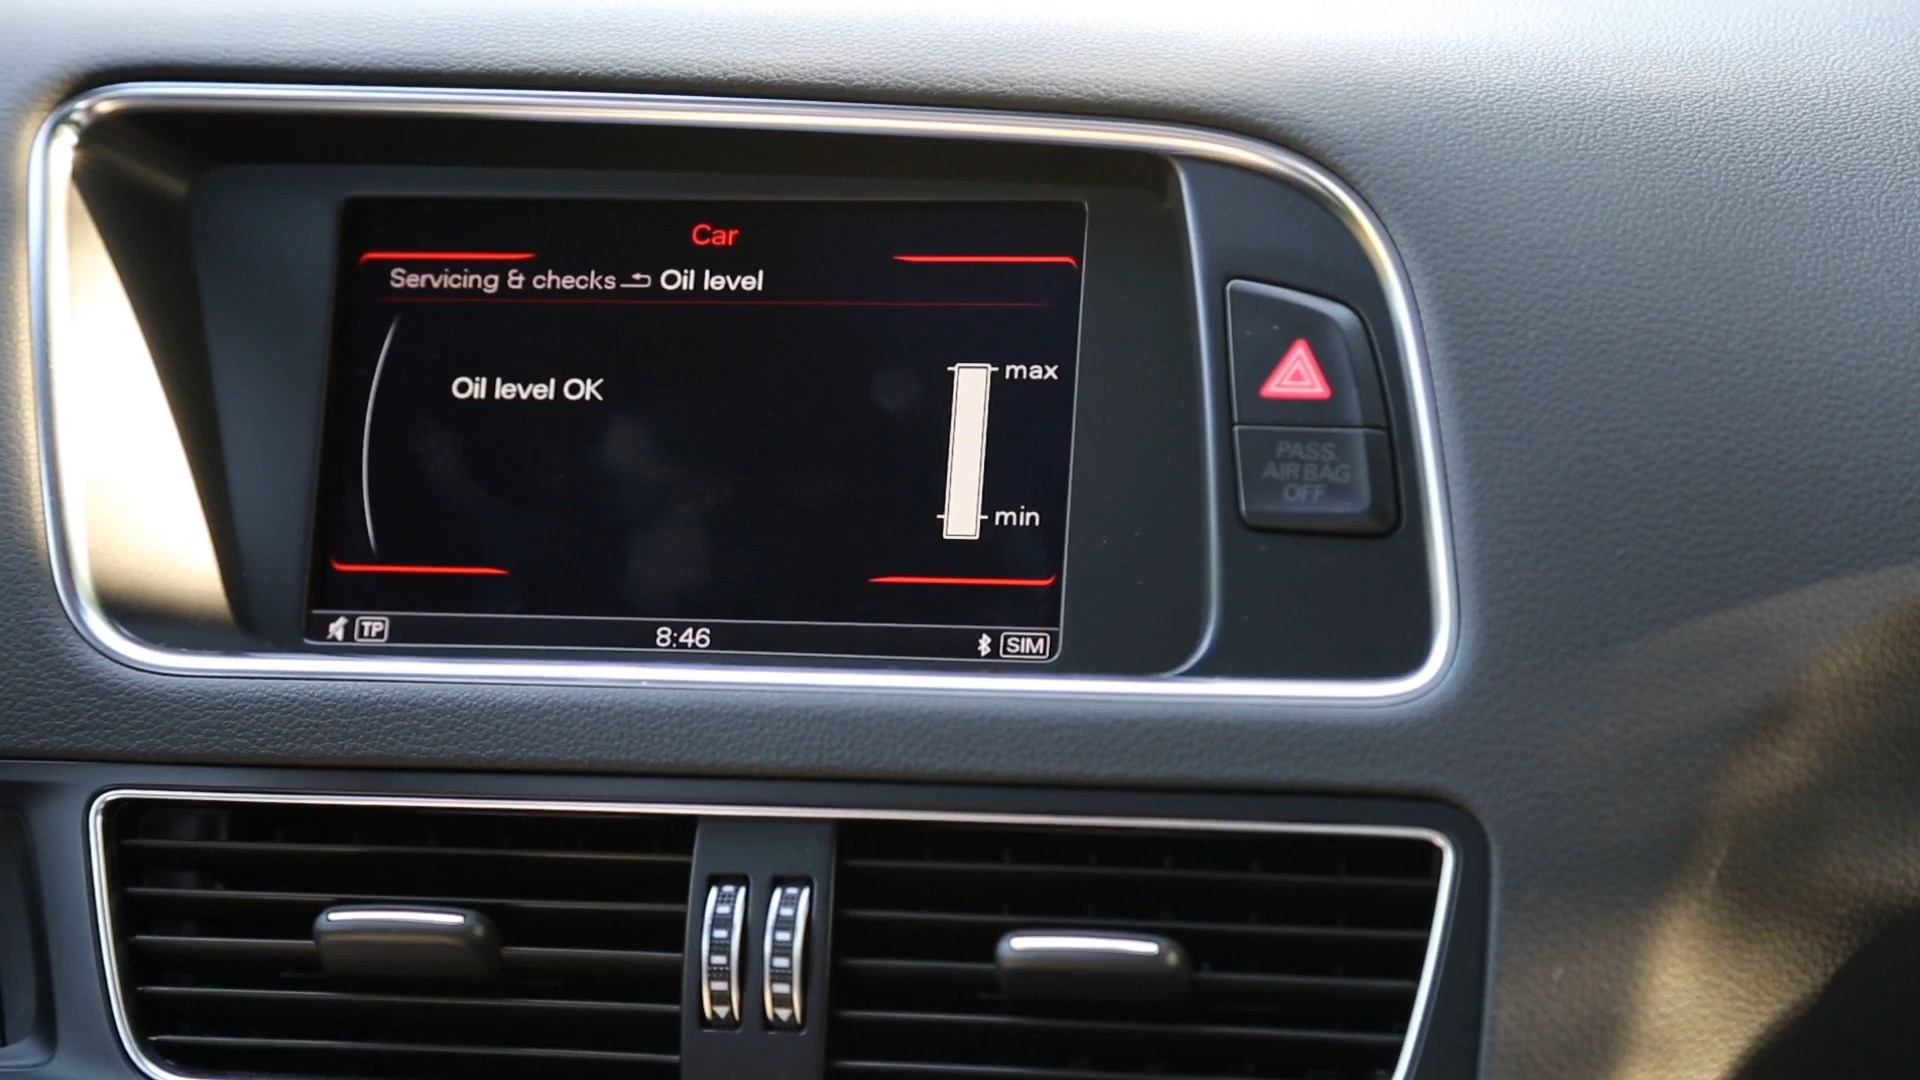 Car
Servicing & checks Oil level
Oil level OK
max
min
TP
8:46
SIM
PASS.
AIR BAG
OFF